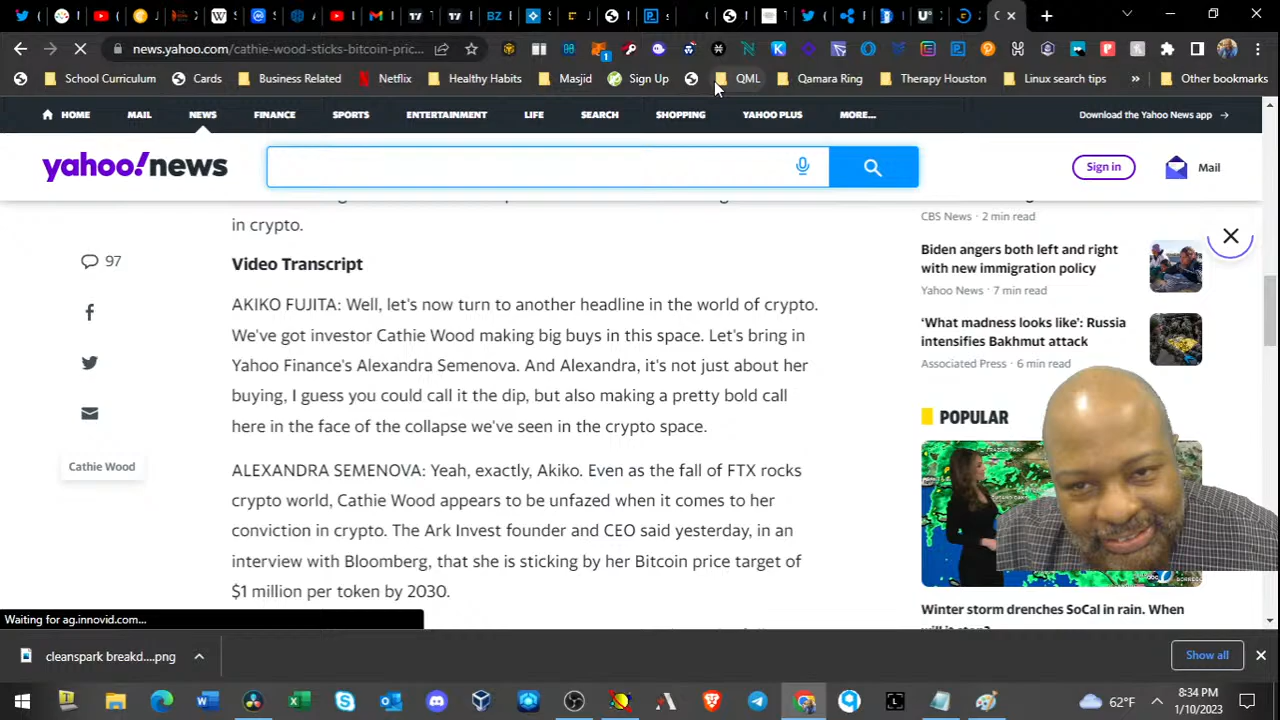 news.yahoo.com/cathie-wood-sticks-bitcoin-pric...
School Curriculum
Cards
Business Related
Netflix
Healthy Habits
Masjid
Sign Up
QML
Qamara Ring
Therapy Houston
Linux search tips
»
Other bookmarks
HOME
MAIL
NEWS
FINANCE
SPORTS
ENTERTAINMENT
LIFE
SEARCH
SHOPPING
YAHOO PLUS
MORE...
Download the Yahoo News app →
yahoo!news
Sign in
Mail
in crypto.
97
Video Transcript
AKIKO FUJITA: Well, let's now turn to another headline in the world of crypto.
We've got investor Cathie Wood making big buys in this space. Let's bring in
Yahoo Finance's Alexandra Semenova. And Alexandra, it's not just about her
buying, I guess you could call it the dip, but also making a pretty bold call
here in the face of the collapse we've seen in the crypto space.
Cathie Wood
ALEXANDRA SEMENOVA: Yeah, exactly, Akiko. Even as the fall of FTX rocks
crypto world, Cathie Wood appears to be unfazed when it comes to her
conviction in crypto. The Ark Invest founder and CEO said yesterday, in an
interview with Bloomberg, that she is sticking by her Bitcoin price target of
$1 million per token by 2030.
CBS News · 2 min read
Biden angers both left and right
with new immigration policy
Yahoo News · 7 min read
'What madness looks like': Russia
intensifies Bakhmut attack
Associated Press · 6 min read
POPULAR
Winter storm drenches SoCal in rain. When
Waiting for ag.innovid.com...
cleanspark breakd....png
Show all
62°F
8:34 PM
1/10/2023